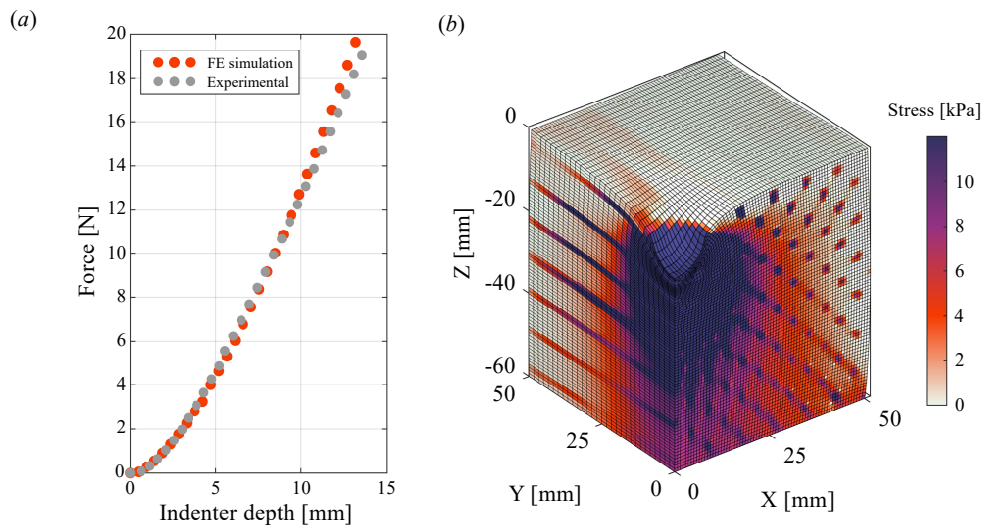 (a)
20
18
16
14
12
10
8
6
4
2
0
0 5 10 15
Force [N]
Indenter depth [mm]
FE simulation
Experimental
(b)
0
-20
-40
-60
Z [mm]
50
25
0
Y [mm]
0
25
50
X [mm]
Stress [kPa]
10
8
6
4
2
0